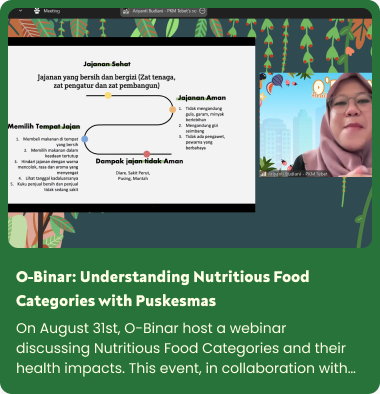 Meeting
Ariyanti Budiani - PKM Tebet's sc
Jajanan Sehat
Jajanan yang bersih dan bergizi (Zat tenaga,
zat pengatur dan zat pembangun)
Jajanan Aman
1. Tidak mengandung
gula, garam, minyak
berlebihan
2. Mengandung gizi
seimbang
3. Tidak ada pengawet,
pewarna yang
berbahaya
Memilih Tempat Jajan
1. Membeli makanan di tempat
yang bersih
2. Memilih makanan dalam
keadaan tertutup
3. Hindari jajanan dengan warna
mencolok, rasa dan aroma yang
menyengat
4. Lihat tanggal kadaluarsanya
5. Kuku penjual bersih dan penjual
tidak sedang sakit
Dampak jajan tidak Aman
Diare, Sakit Perut,
Pusing, Muntah
Ariyanti Budiani - PKM Tebet
O-Binar: Understanding Nutritious Food
Categories with Puskesmas
On August 31st, O-Binar host a webinar
discussing Nutritious Food Categories and their
health impacts. This event, in collaboration with...